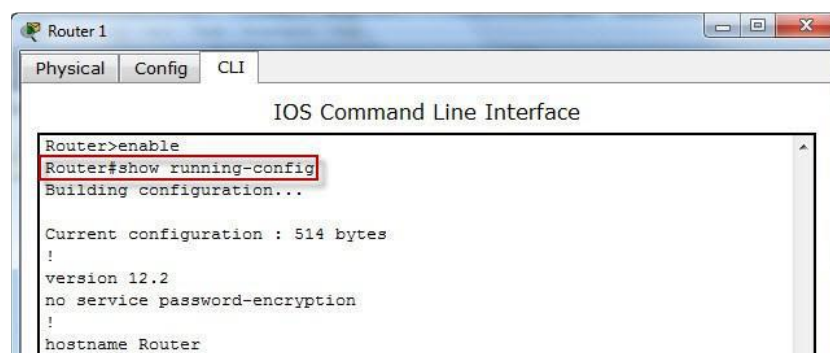 Router 1
Physical Config CLI
IOS Command Line Interface
Router>enable
Router#show running-config
Building configuration...
Current configuration : 514 bytes
!
version 12.2
no service password-encryption
!
hostname Router